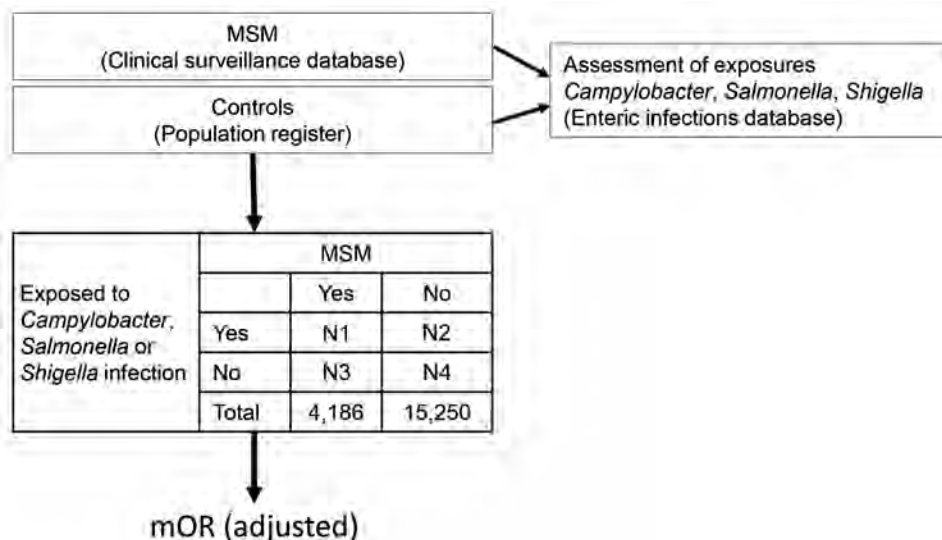 MSM
(Clinical surveillance database)
Controls
(Population register)
Assessment of exposures
Campylobacter, Salmonella, Shigella
(Enteric infections database)
Exposed to
Campylobacter,
Salmonella or
Shigella infection
MSM
Yes No
Yes N1 N2
No N3 N4
Total 4,186 15,250
mOR (adjusted)